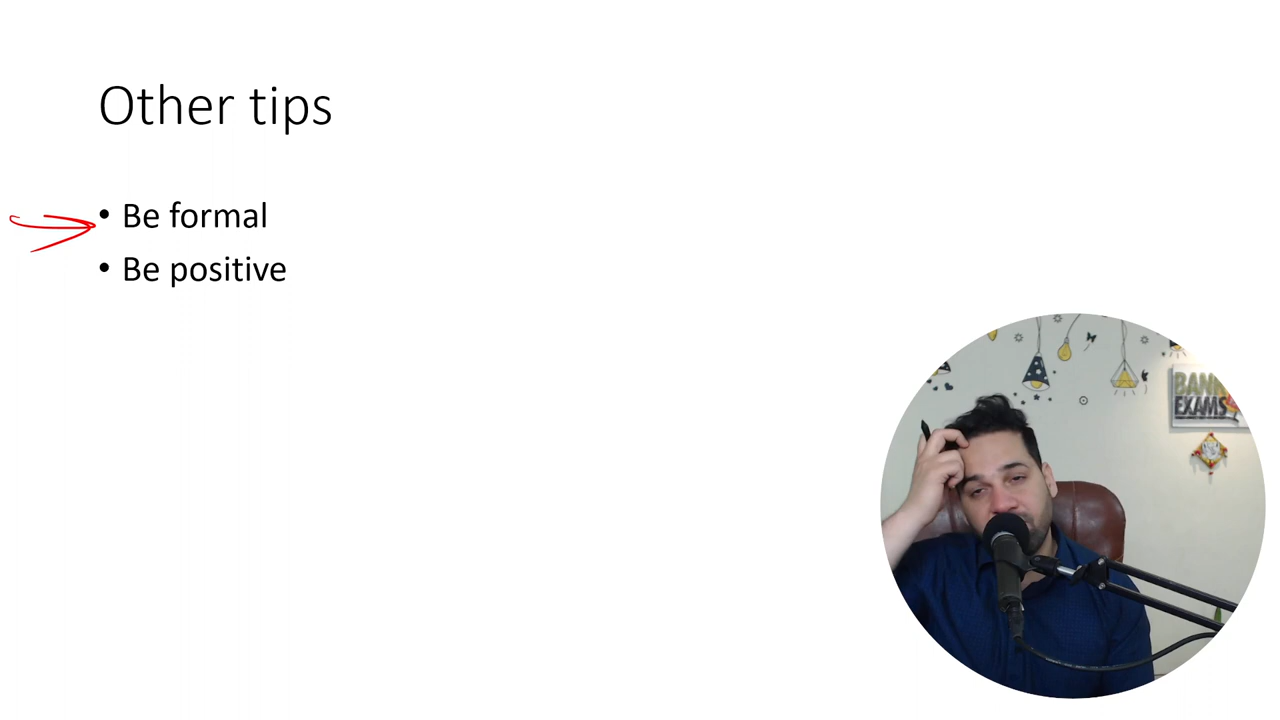 Other tips
• Be formal
• Be positive
EXAMS